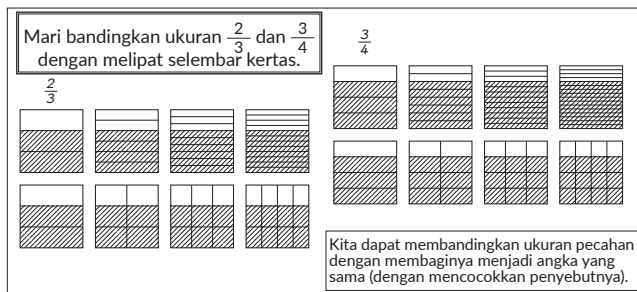 Mari bandingkan ukuran 2/3 dan 3/4
dengan melipat selembar kertas.
2/3
3/4
Kita dapat membandingkan ukuran pecahan
dengan membaginya menjadi angka yang
sama (dengan mencocokkan penyebutnya).